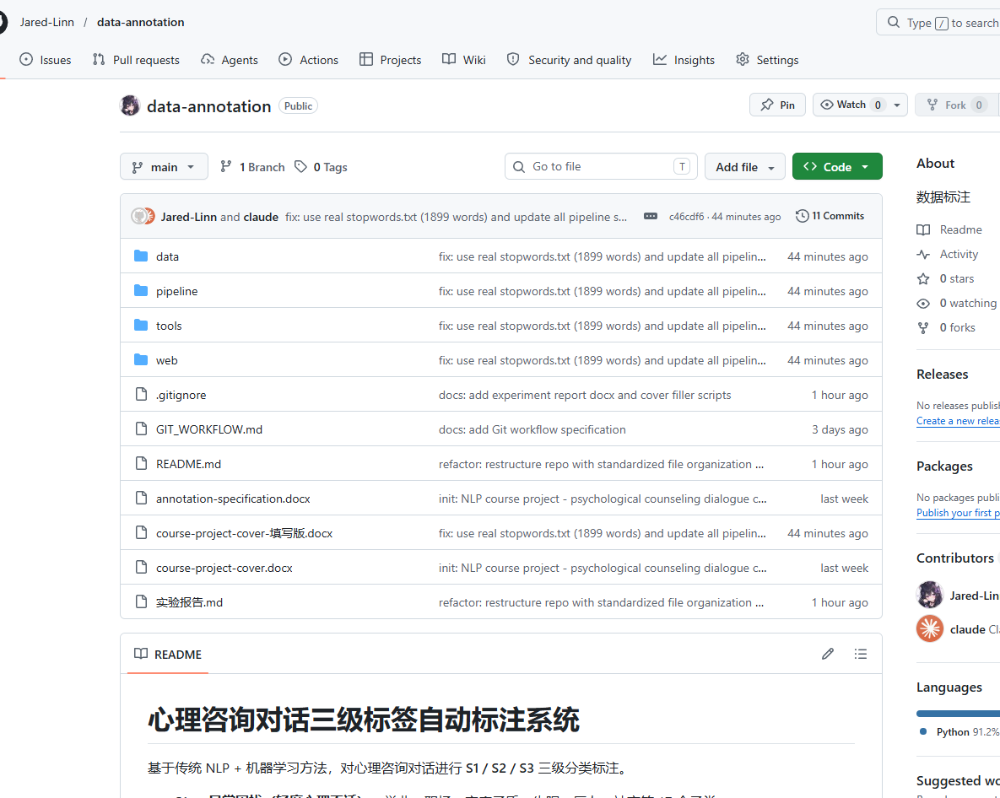 Jared-Linn / data-annotation
Type / to search
Issues Pull requests Agents Actions Projects Wiki Security and quality Insights Settings
data-annotation Public
Pin Watch 0 Fork 0
main 1 Branch 0 Tags
Go to file T Add file Code
About
数据标注
Readme
Activity
0 stars
0 watching
0 forks
Jared-Linn and claude fix: use real stopwords.txt (1899 words) and update all pipeline s... c46cdf6 · 44 minutes ago 11 Commits
data fix: use real stopwords.txt (1899 words) and update all pipelin... 44 minutes ago
pipeline fix: use real stopwords.txt (1899 words) and update all pipelin... 44 minutes ago
tools fix: use real stopwords.txt (1899 words) and update all pipelin... 44 minutes ago
web fix: use real stopwords.txt (1899 words) and update all pipelin... 44 minutes ago
.gitignore docs: add experiment report docx and cover filler scripts 1 hour ago
GIT_WORKFLOW.md docs: add Git workflow specification 3 days ago
README.md refactor: restructure repo with standardized file organization ... 1 hour ago
annotation-specification.docx init: NLP course project - psychological counseling dialogue c... last week
course-project-cover-填写版.docx fix: use real stopwords.txt (1899 words) and update all pipelin... 44 minutes ago
course-project-cover.docx init: NLP course project - psychological counseling dialogue c... last week
实验报告.md refactor: restructure repo with standardized file organization ... 1 hour ago
Releases
No releases publish
Create a new relea
Packages
No packages publi
Publish your first p
Contributors
Jared-Lin
claude Cl
Languages
Python 91.2%
Suggested wo
README
心理咨询对话三级标签自动标注系统
基于传统 NLP + 机器学习方法，对心理咨询对话进行 S1 / S2 / S3 三级分类标注。